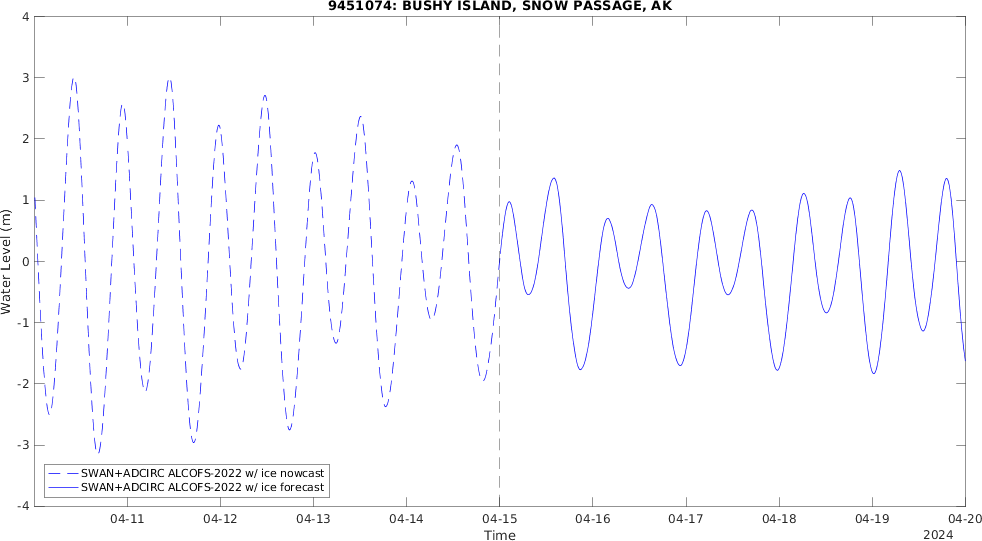 9451074: BUSHY ISLAND, SNOW PASSAGE, AK
4
3
2
1
0
-1
-2
-3
-4
Water Level (m)
SWAN+ADCIRC ALCOFS-2022 w/ ice nowcast
SWAN+ADCIRC ALCOFS-2022 w/ ice forecast
04-11 04-12 04-13 04-14 04-15 04-16 04-17 04-18 04-19 04-20
Time
2024